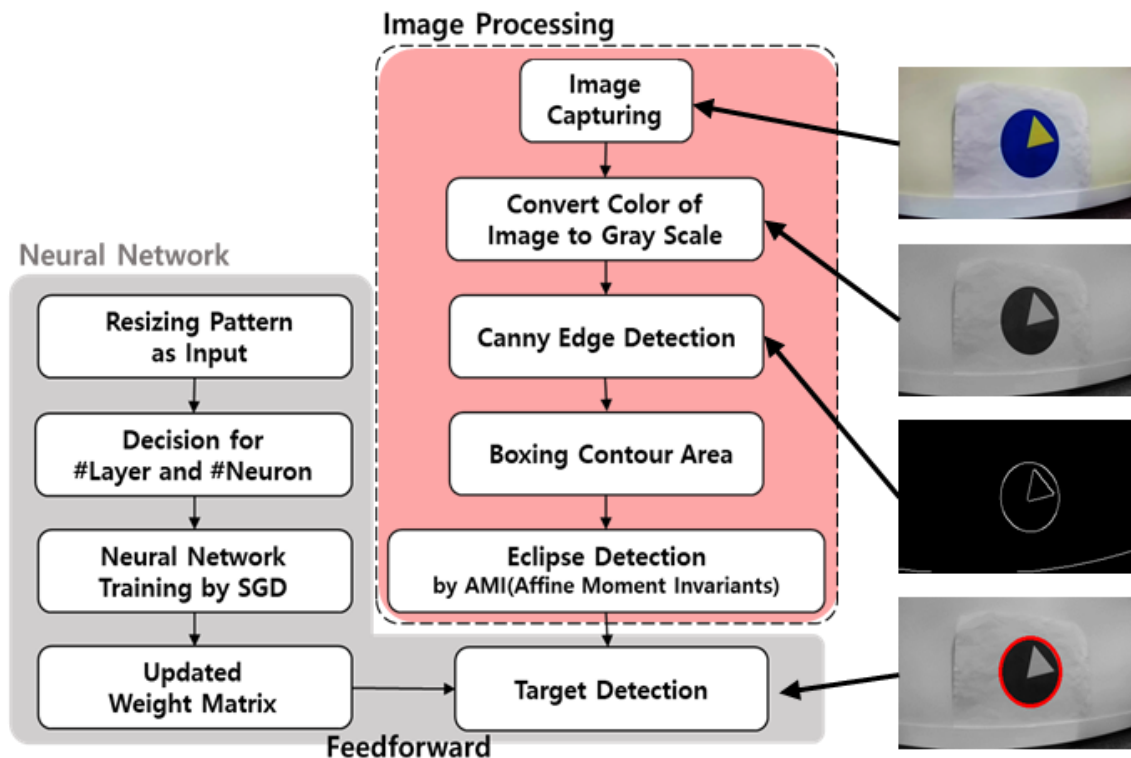 Image Processing
Image
Capturing
Convert Color of
Image to Gray Scale
Canny Edge Detection
Boxing Contour Area
Eclipse Detection
by AMI(Affine Moment Invariants)
Neural Network
Resizing Pattern
as Input
Decision for
#Layer and #Neuron
Neural Network
Training by SGD
Updated
Weight Matrix
Target Detection
Feedforward